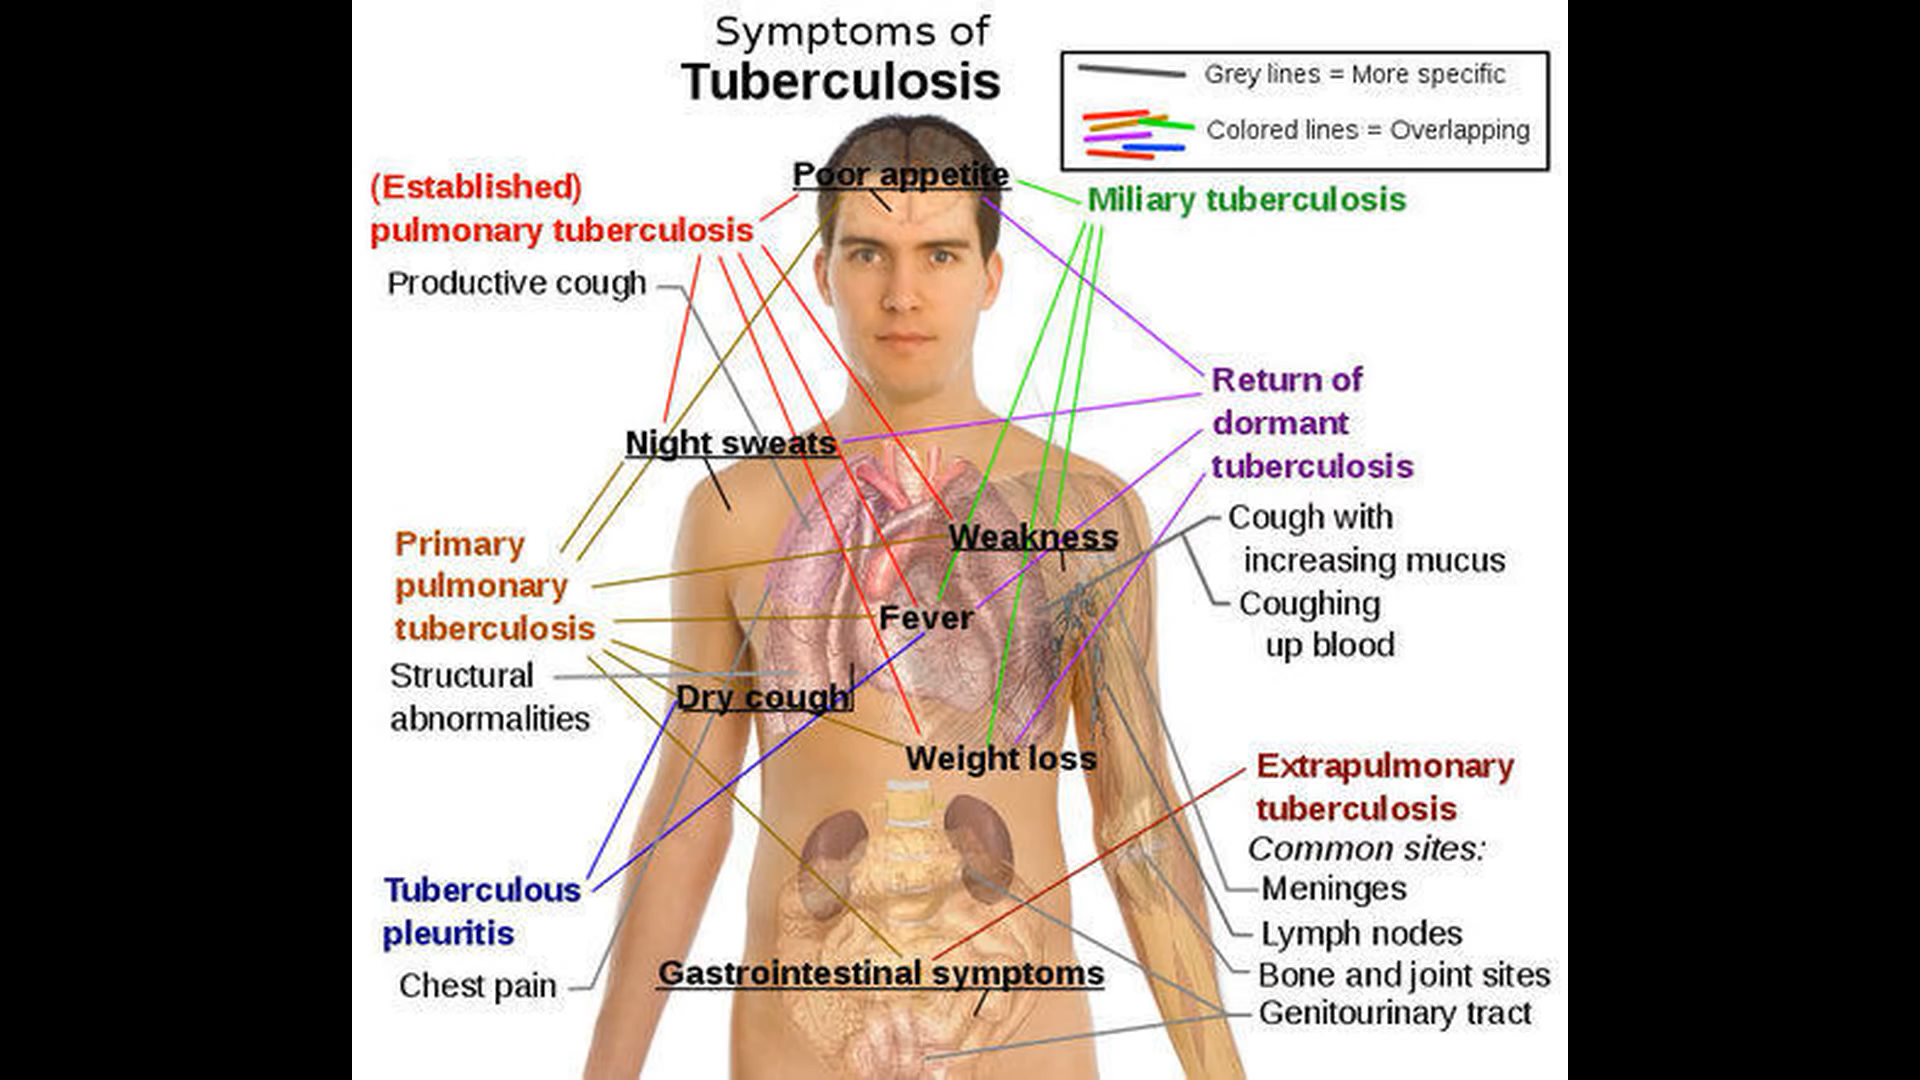 Symptoms of
Tuberculosis
Grey lines = More specific
Colored lines = Overlapping
Poor appetite
(Established)
pulmonary tuberculosis
Productive cough
Miliary tuberculosis
Return of
dormant
tuberculosis
Night sweats
Cough with
increasing mucus
Coughing
up blood
Weakness
Primary
pulmonary
tuberculosis
Fever
Structural
abnormalities
Dry cough
Weight loss
Extrapulmonary
tuberculosis
Common sites:
Meninges
Lymph nodes
Bone and joint sites
Genitourinary tract
Tuberculous
pleuritis
Chest pain
Gastrointestinal symptoms